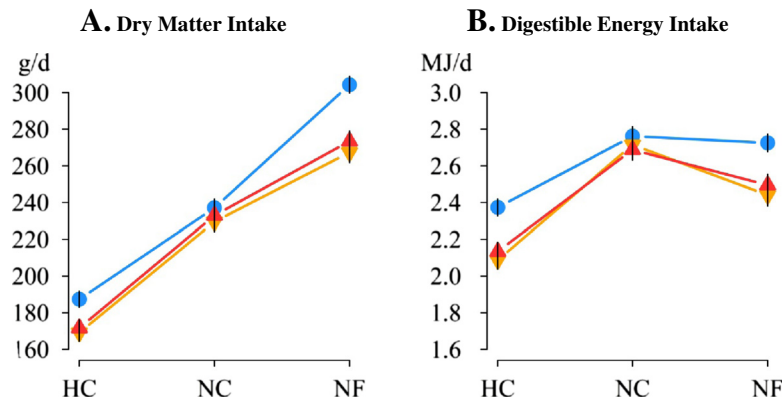 A. Dry Matter Intake
g/d
300
280
260
240
220
200
180
160
HC NC NF
B. Digestible Energy Intake
MJ/d
3.0
2.8
2.6
2.4
2.2
2.0
1.8
1.6
HC NC NF